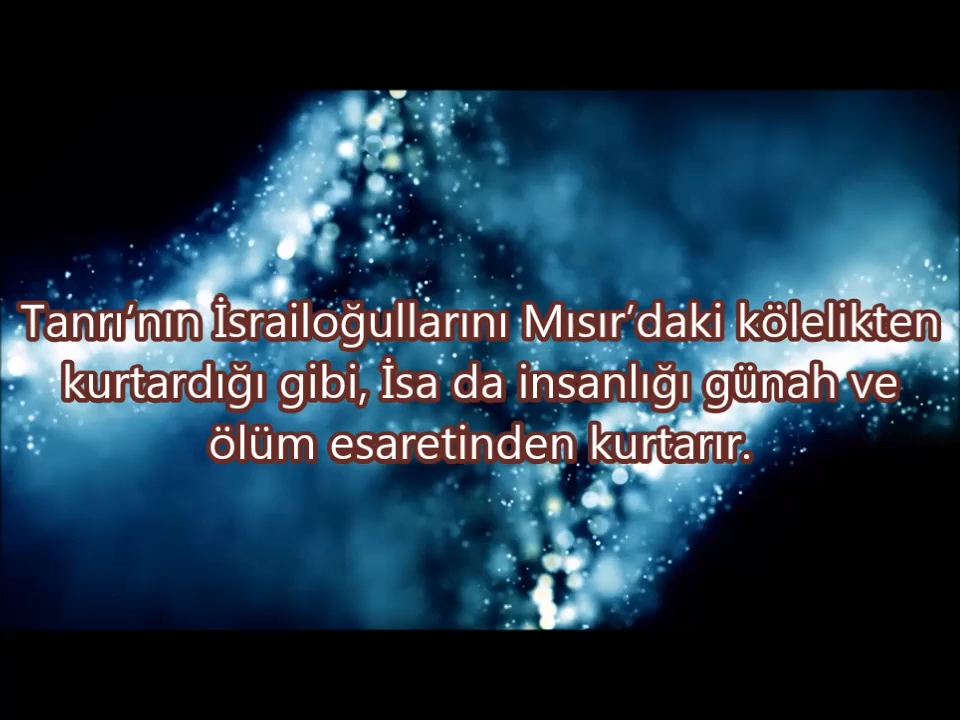 Tanrı’nın İsrailoğullarını Mısır’daki kölelikten
kurtardığı gibi, İsa da insanlığı günah ve
ölüm esaretinden kurtarır.